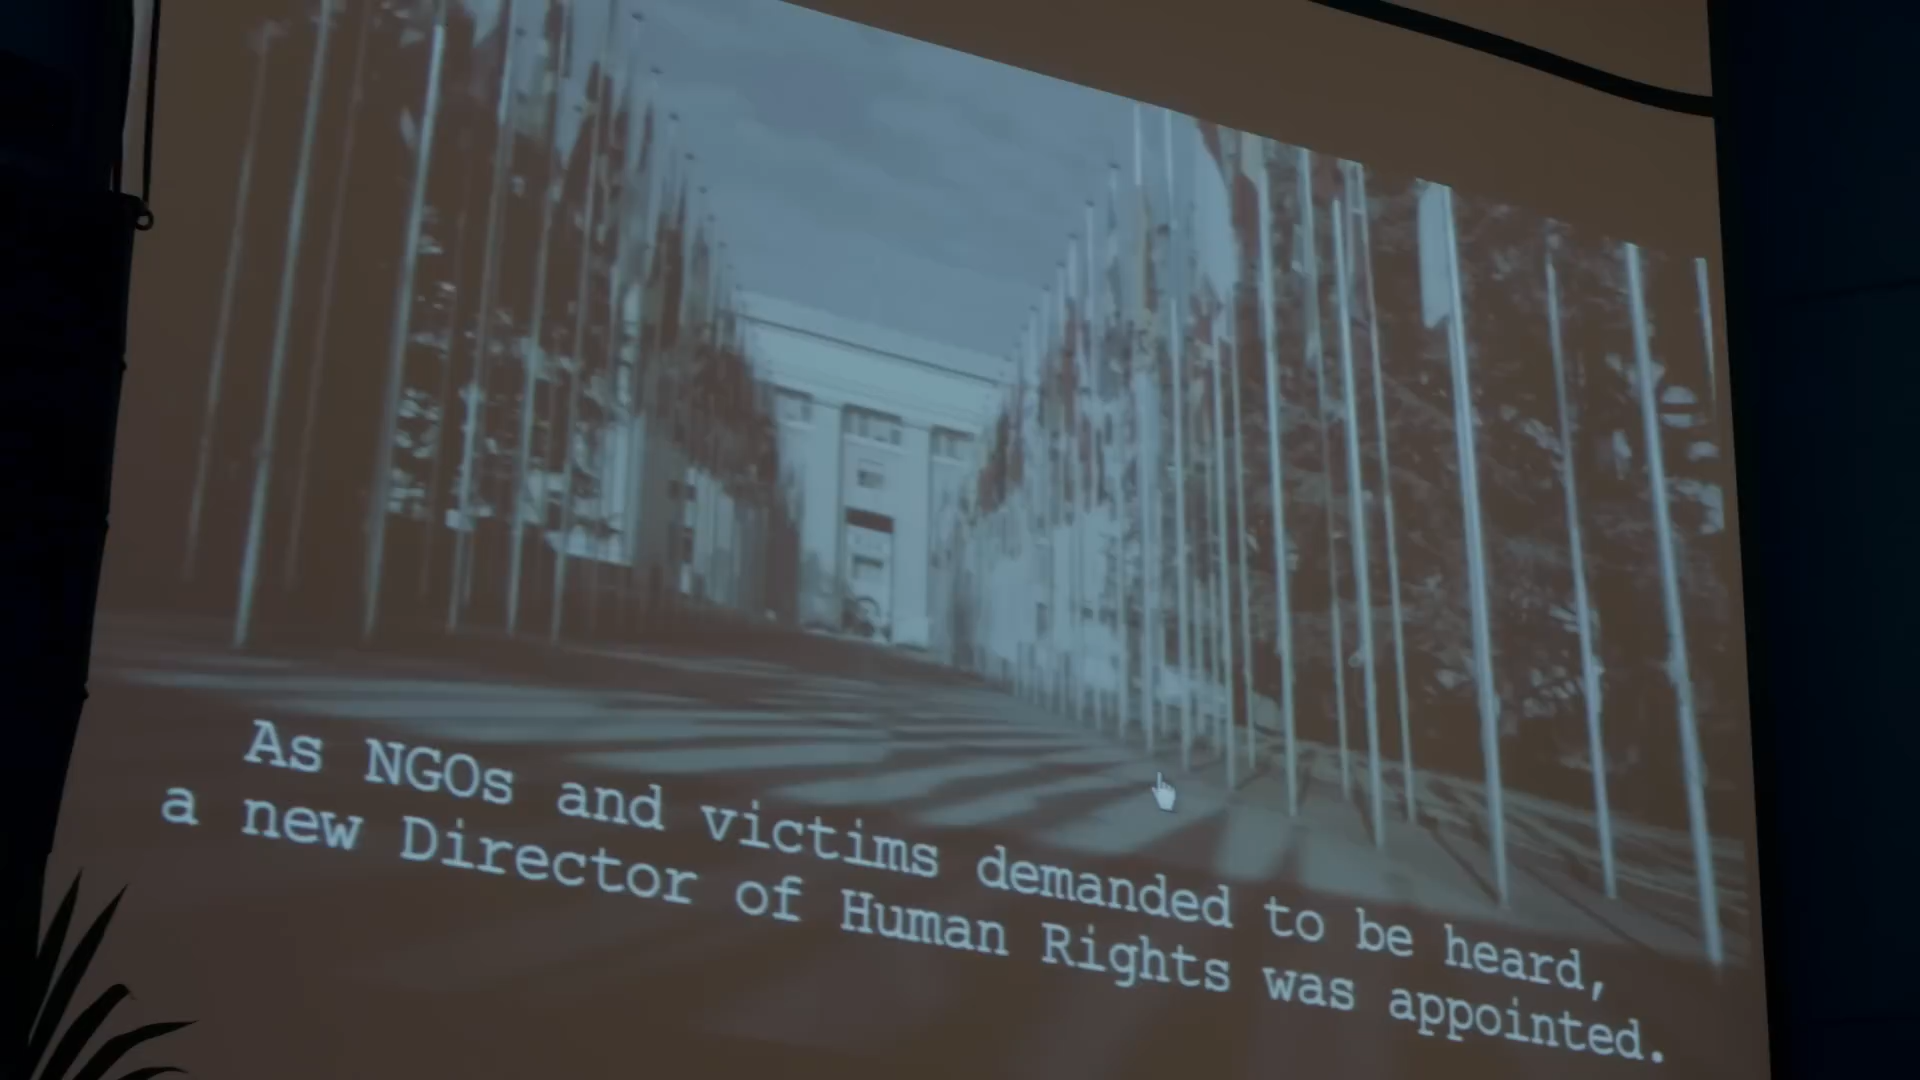 As NGOs and victims demanded to be heard,
a new Director of Human Rights was appointed.